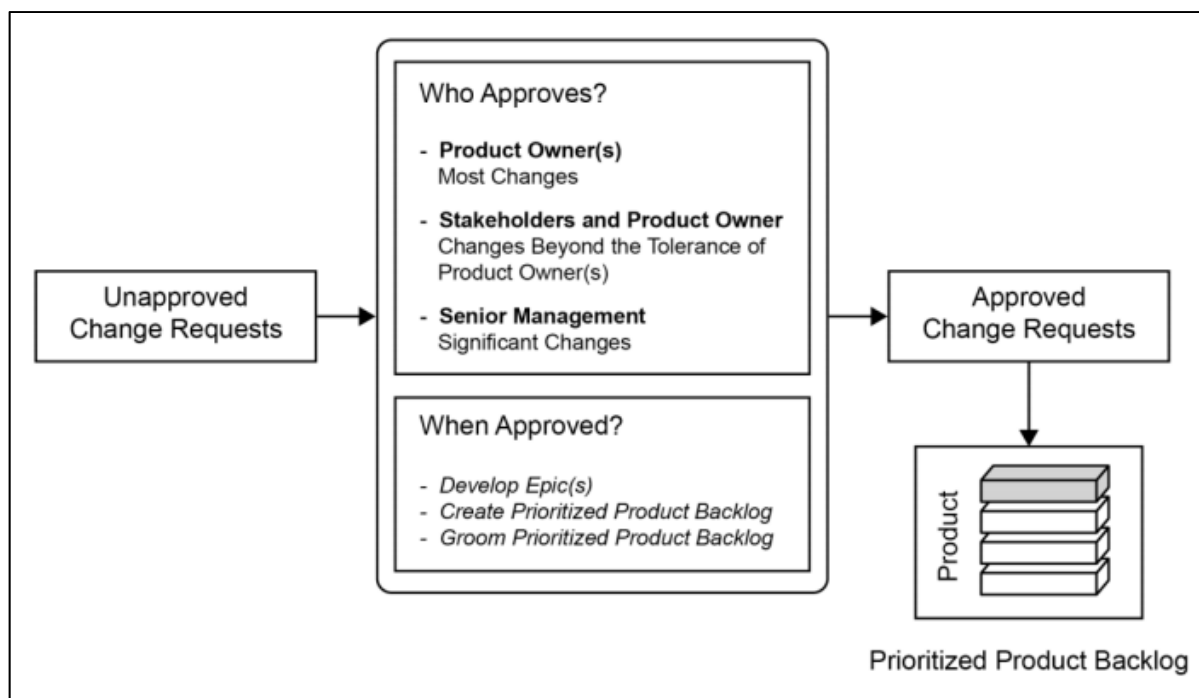 Unapproved
Change Requests
Who Approves?
- Product Owner(s)
Most Changes
- Stakeholders and Product Owner
Changes Beyond the Tolerance of
Product Owner(s)
- Senior Management
Significant Changes
When Approved?
- Develop Epic(s)
- Create Prioritized Product Backlog
- Groom Prioritized Product Backlog
Approved
Change Requests
Product
Prioritized Product Backlog